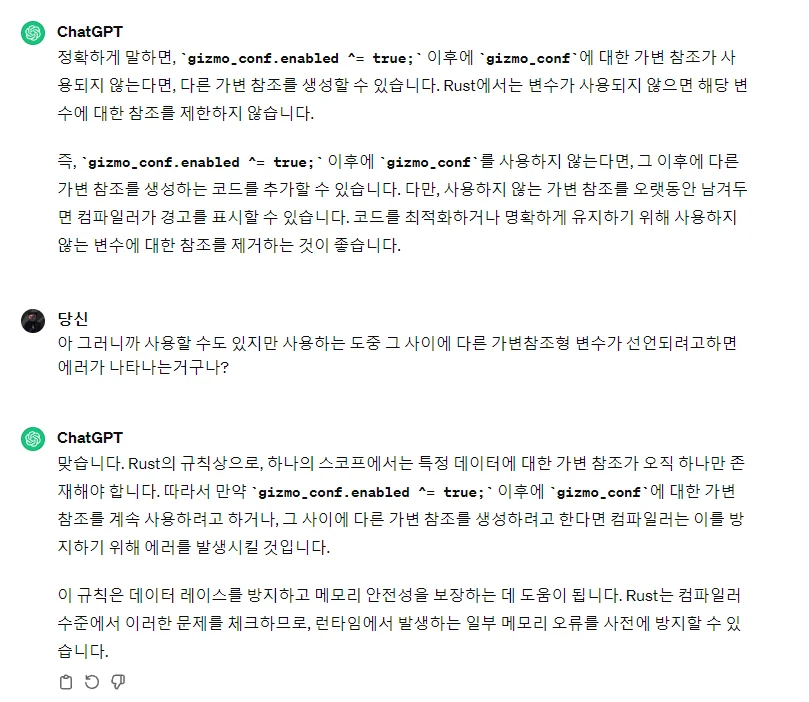 ChatGPT
정확하게 말하면, `gizmo_conf.enabled ^= true;` 이후에 `gizmo_conf`에 대한 가변 참조가 사
용되지 않는다면, 다른 가변 참조를 생성할 수 있습니다. Rust에서는 변수가 사용되지 않으면 해당 변
수에 대한 참조를 제한하지 않습니다.
즉, `gizmo_conf.enabled ^= true;` 이후에 `gizmo_conf`를 사용하지 않는다면, 그 이후에 다른
가변 참조를 생성하는 코드를 추가할 수 있습니다. 다만, 사용하지 않는 가변 참조를 오랫동안 남겨두
면 컴파일러가 경고를 표시할 수 있습니다. 코드를 최적화하거나 명확하게 유지하기 위해 사용하지
않는 변수에 대한 참조를 제거하는 것이 좋습니다.
당신
아 그러니까 사용할 수도 있지만 사용하는 도중 그 사이에 다른 가변참조형 변수가 선언되려고하면
에러가 나타나는거구나?
ChatGPT
맞습니다. Rust의 규칙상으로, 하나의 스코프에서는 특정 데이터에 대한 가변 참조가 오직 하나만 존
재해야 합니다. 따라서 만약 `gizmo_conf.enabled ^= true;` 이후에 `gizmo_conf`에 대한 가변
참조를 계속 사용하려고 하거나, 그 사이에 다른 가변 참조를 생성하려고 한다면 컴파일러는 이를 방
지하기 위해 에러를 발생시킬 것입니다.
이 규칙은 데이터 레이스를 방지하고 메모리 안전성을 보장하는 데 도움이 됩니다. Rust는 컴파일러
수준에서 이러한 문제를 체크하므로, 런타임에서 발생하는 일부 메모리 오류를 사전에 방지할 수 있
습니다.